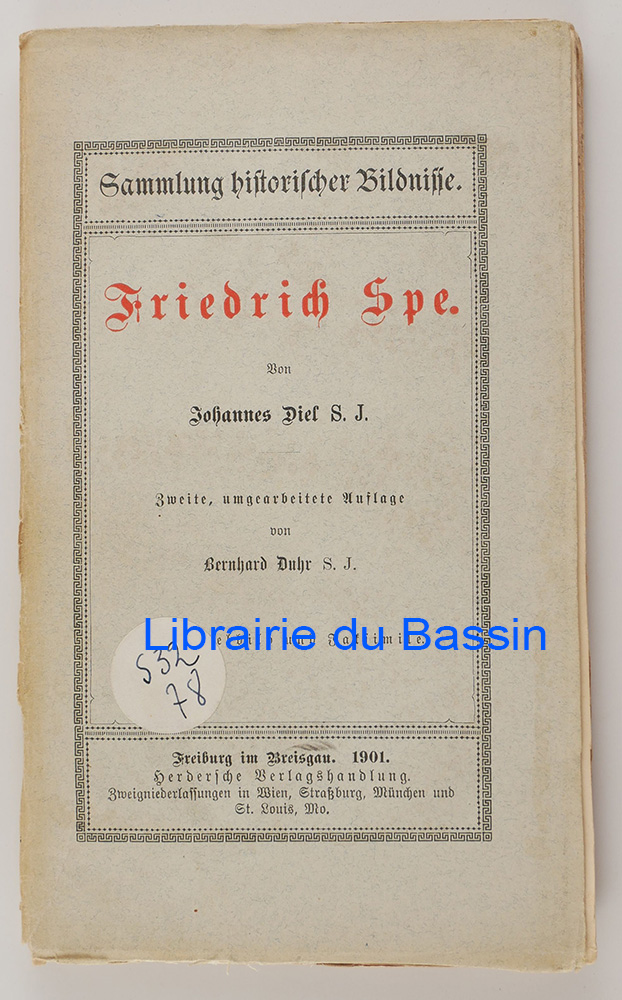 Sammlung historischer Bildnisse.
Friedrich Spe.
Von
Johannes Diel S. J.
Zweite, umgearbeitete Auflage
von
Bernhard Duhr S. J.
Librairie du Bassin
532
78
Freiburg im Breisgau. 1901.
Herdersche Verlagshandlung.
Zweigniederlassungen in Wien, Straßburg, München und
St. Louis, Mo.